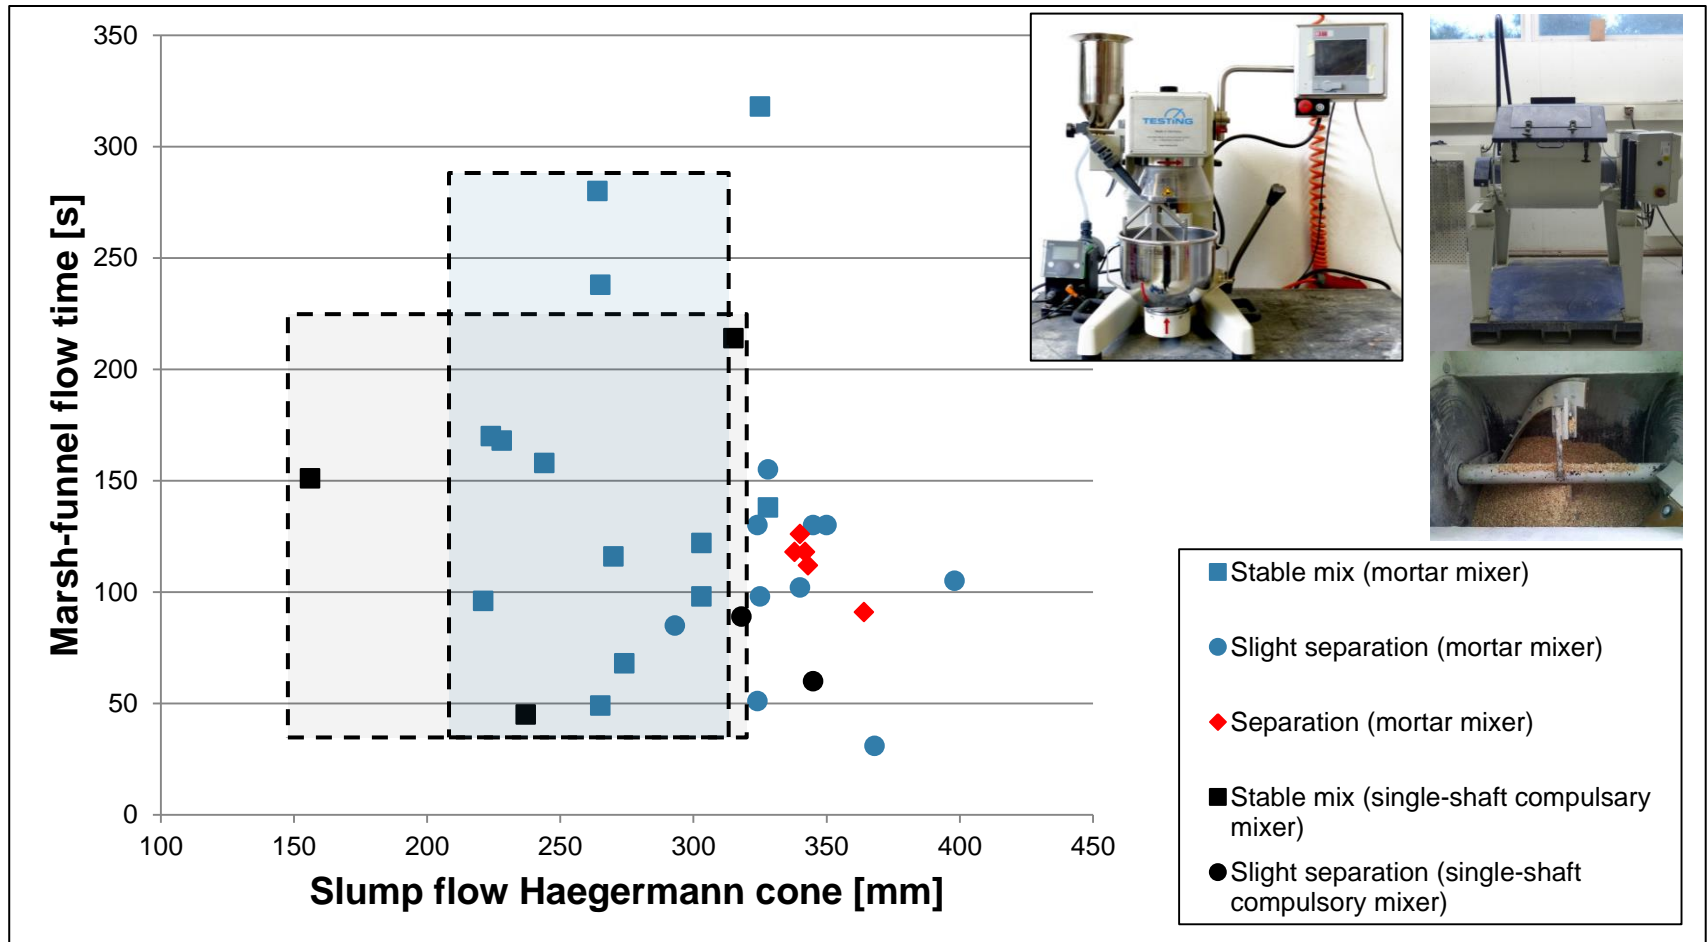 350
300
250
200
150
100
50
0
Marsh-funnel flow time [s]
100 150 200 250 300 350 400 450
Slump flow Haegermann cone [mm]
TESTING
Stable mix (mortar mixer)
Slight separation (mortar mixer)
Separation (mortar mixer)
Stable mix (single-shaft compulsary
mixer)
Slight separation (single-shaft
compulsory mixer)